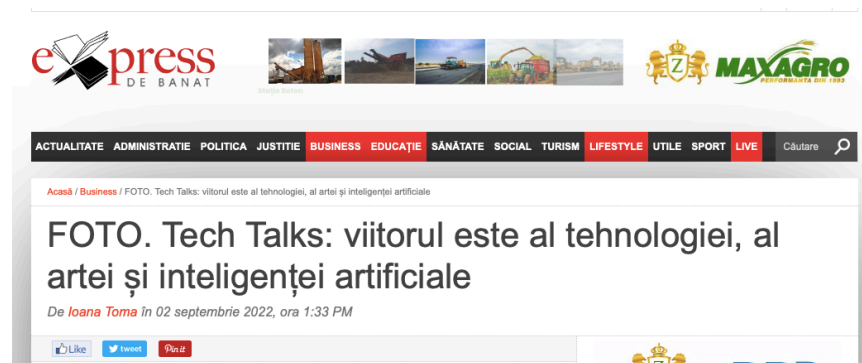 express
DE BANAT
Z
MAXAGRO
PERFORMANTA DIN 1993
ACTUALITATE ADMINISTRATIE POLITICA JUSTITIE BUSINESS EDUCAȚIE SĂNĂTATE SOCIAL TURISM LIFESTYLE UTILE SPORT LIVE Căutare
Acasă / Business / FOTO. Tech Talks: viitorul este al tehnologiei, al artei și inteligenței artificiale
FOTO. Tech Talks: viitorul este al tehnologiei, al
artei și inteligenței artificiale
De Ioana Toma în 02 septembrie 2022, ora 1:33 PM
Like tweet Pin it